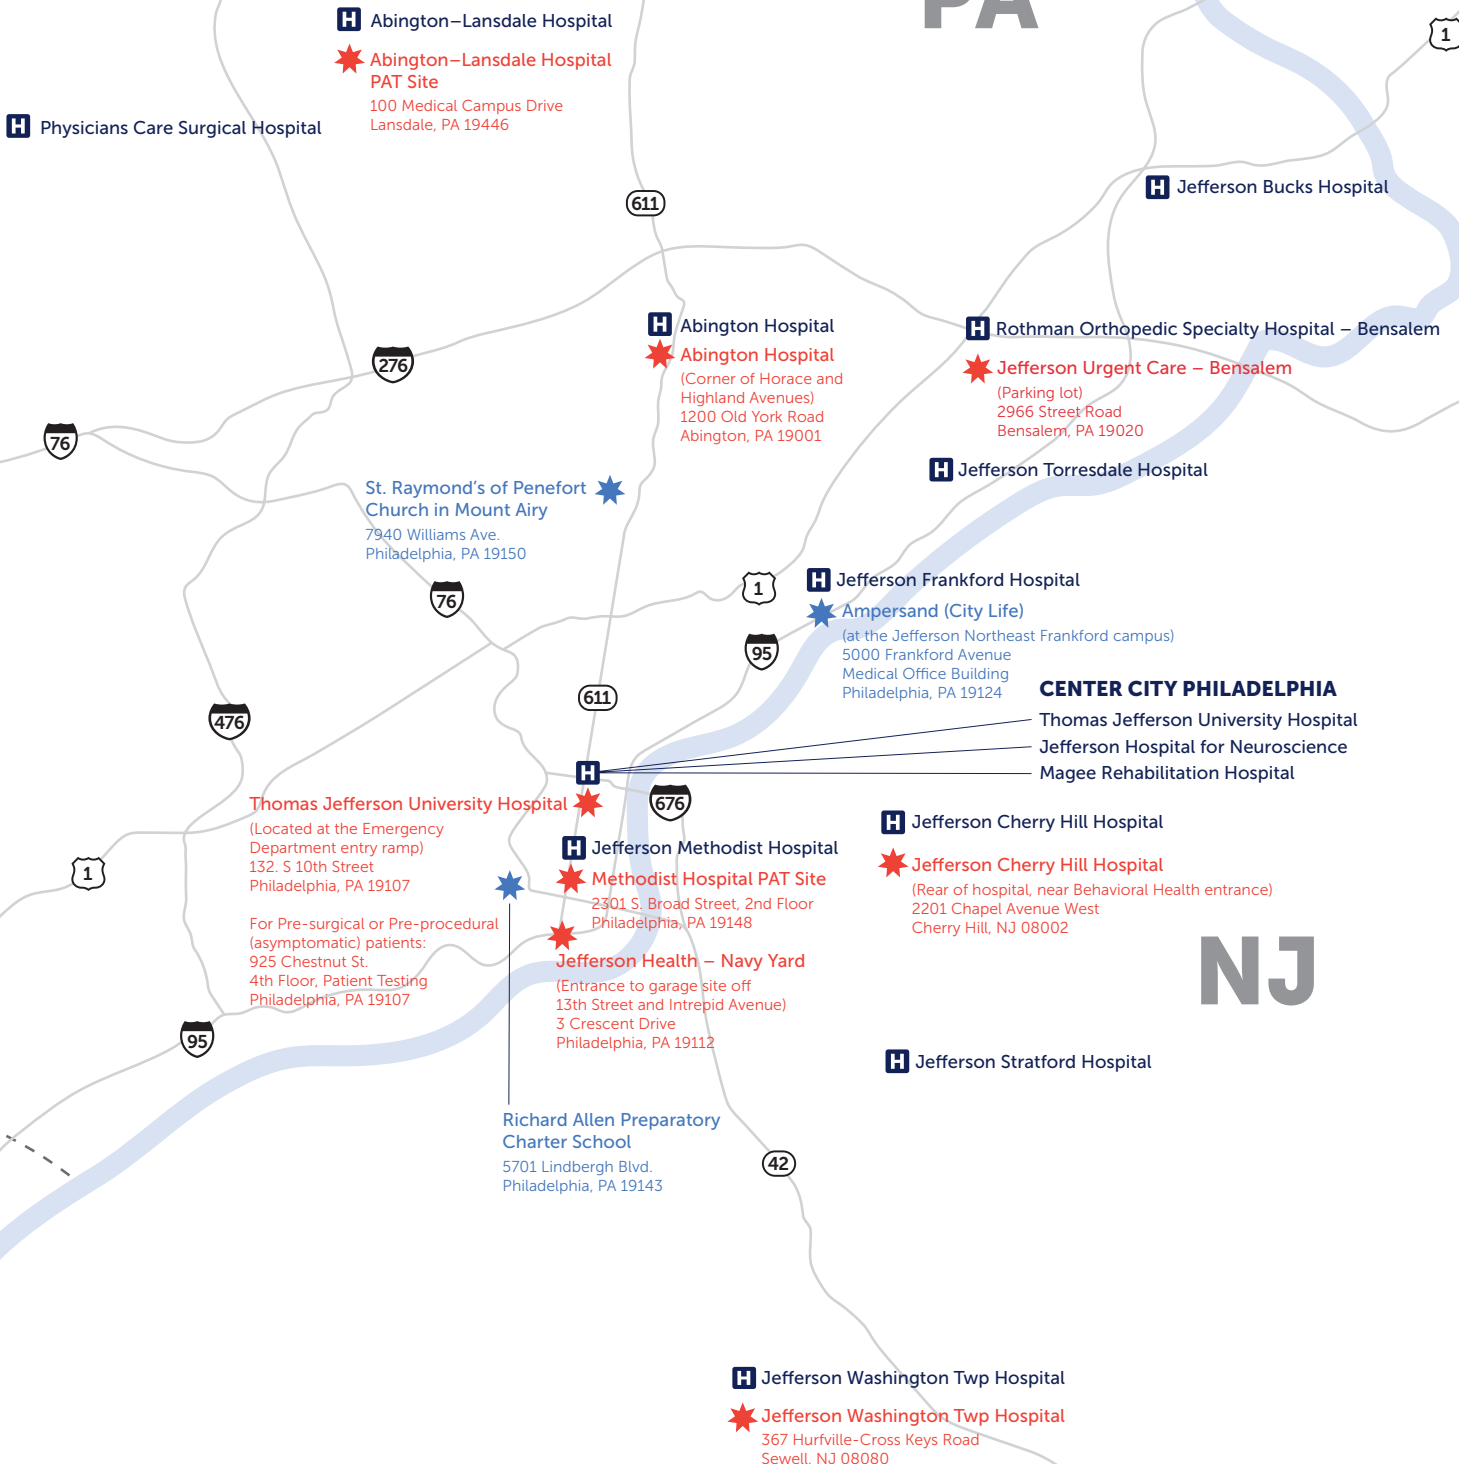 PA
H Abington–Lansdale Hospital
1
Abington–Lansdale Hospital
PAT Site
100 Medical Campus Drive
Lansdale, PA 19446
H Physicians Care Surgical Hospital
H Jefferson Bucks Hospital
611
H Abington Hospital
Abington Hospital
(Corner of Horace and
Highland Avenues)
1200 Old York Road
Abington, PA 19001
H Rothman Orthopedic Specialty Hospital – Bensalem
Jefferson Urgent Care – Bensalem
(Parking lot)
2966 Street Road
Bensalem, PA 19020
276
76
H Jefferson Torresdale Hospital
St. Raymond's of Penefort
Church in Mount Airy
7940 Williams Ave.
Philadelphia, PA 19150
76
1
H Jefferson Frankford Hospital
Ampersand (City Life)
(at the Jefferson Northeast Frankford campus)
5000 Frankford Avenue
Medical Office Building
Philadelphia, PA 19124
95
611
476
CENTER CITY PHILADELPHIA
Thomas Jefferson University Hospital
Jefferson Hospital for Neuroscience
Magee Rehabilitation Hospital
H
676
Thomas Jefferson University Hospital
(Located at the Emergency
Department entry ramp)
132. S 10th Street
Philadelphia, PA 19107
For Pre-surgical or Pre-procedural
(asymptomatic) patients:
925 Chestnut St.
4th Floor, Patient Testing
Philadelphia, PA 19107
H Jefferson Methodist Hospital
Methodist Hospital PAT Site
2301 S. Broad Street, 2nd Floor
Philadelphia, PA 19148
H Jefferson Cherry Hill Hospital
Jefferson Cherry Hill Hospital
(Rear of hospital, near Behavioral Health entrance)
2201 Chapel Avenue West
Cherry Hill, NJ 08002
1
Jefferson Health – Navy Yard
(Entrance to garage site off
13th Street and Intrepid Avenue)
3 Crescent Drive
Philadelphia, PA 19112
NJ
95
H Jefferson Stratford Hospital
Richard Allen Preparatory
Charter School
5701 Lindbergh Blvd.
Philadelphia, PA 19143
42
H Jefferson Washington Twp Hospital
Jefferson Washington Twp Hospital
367 Hurfville-Cross Keys Road
Sewell, NJ 08080